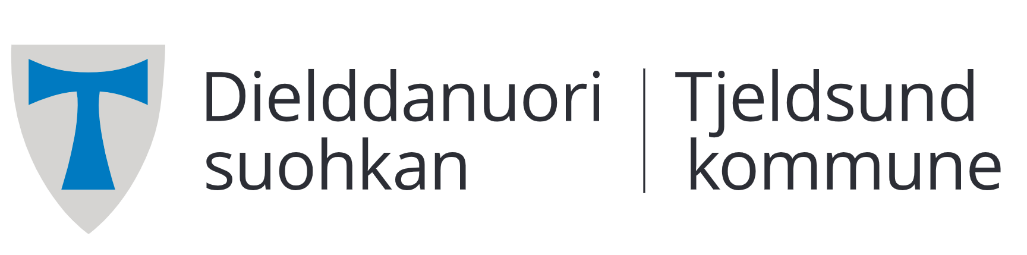 Dielddanuori
suohkan
Tjeldsund
kommune